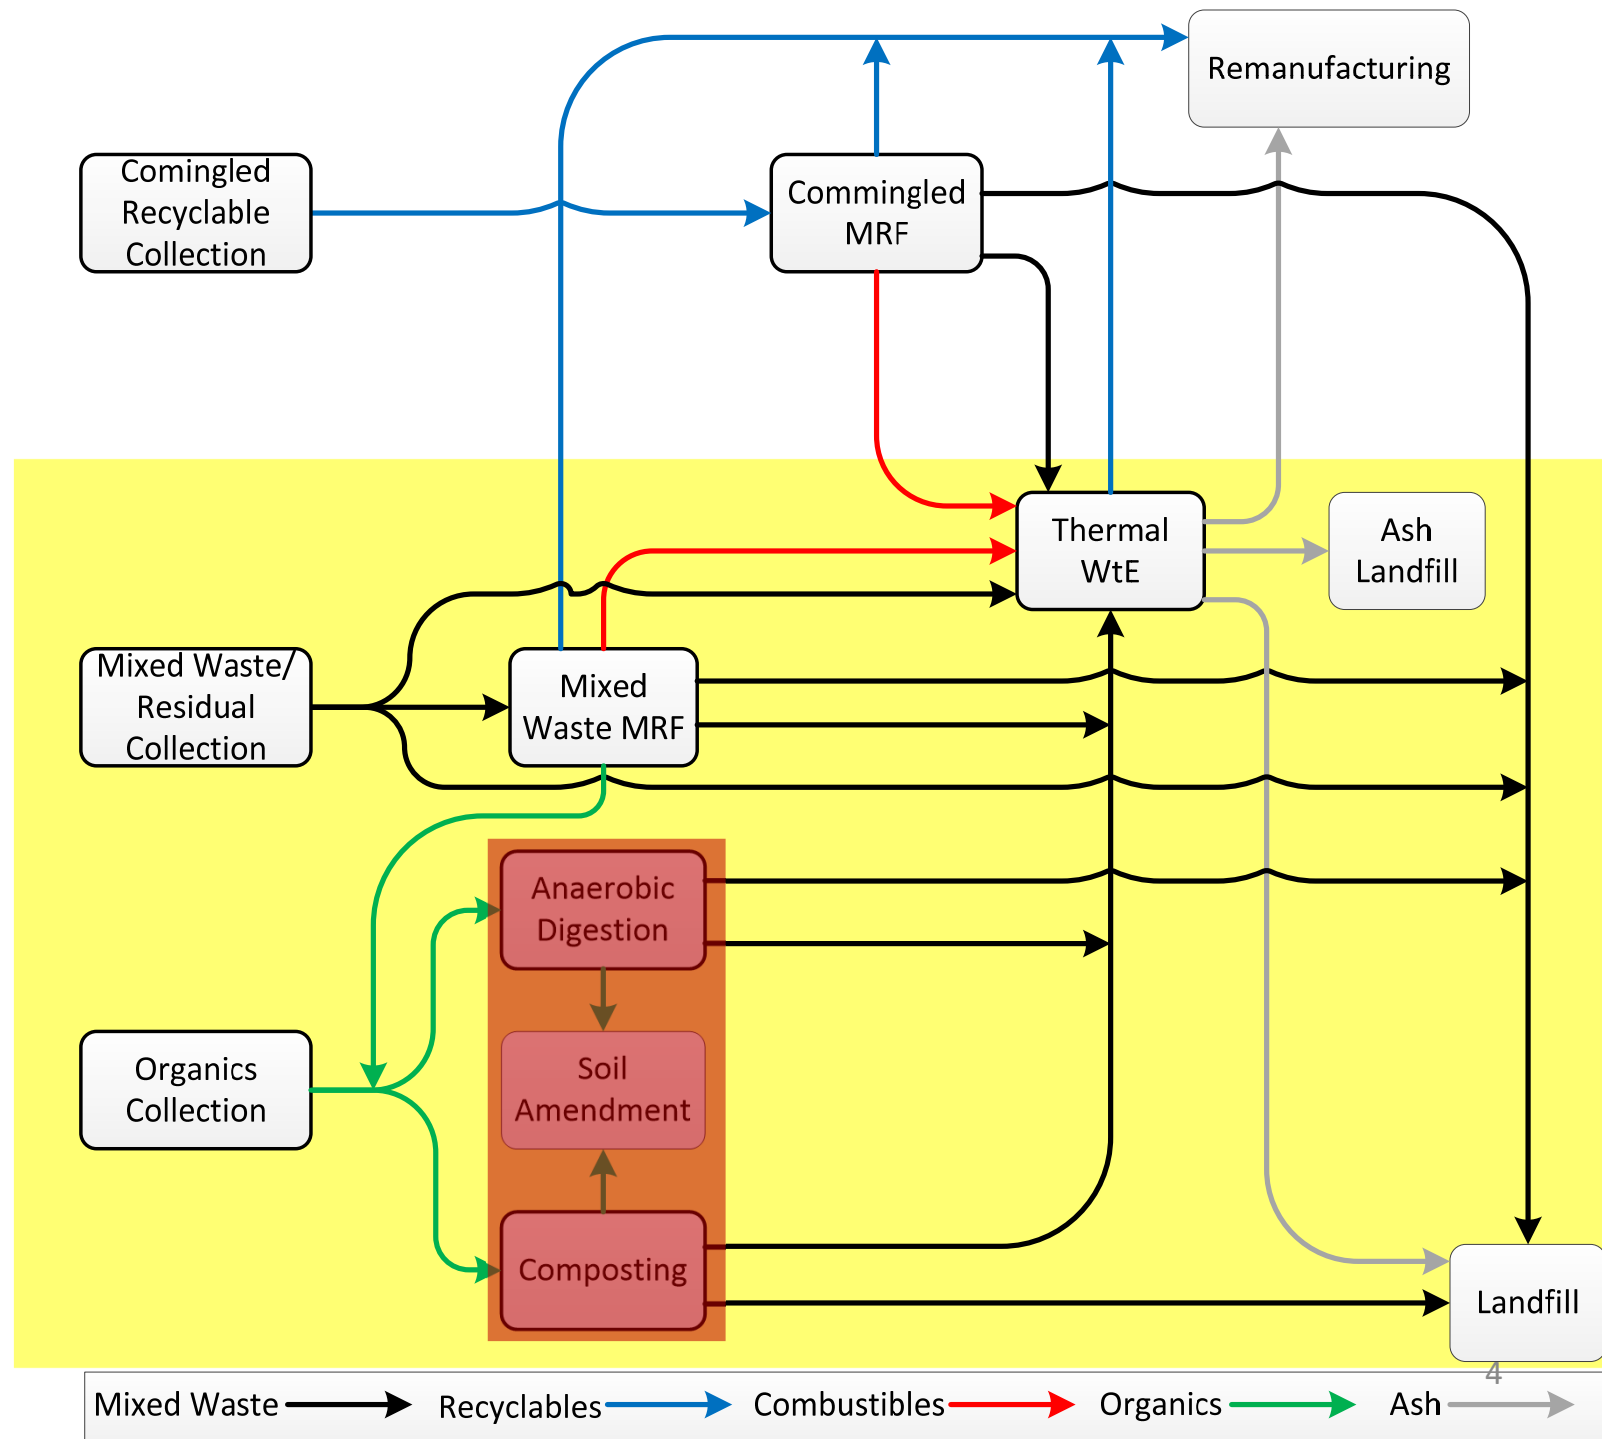 Remanufacturing
Comingled
Recyclable
Collection
Commingled
MRF
Thermal
WtE
Ash
Landfill
Mixed Waste/
Residual
Collection
Mixed
Waste MRF
Anaerobic
Digestion
Organics
Collection
Soil
Amendment
Composting
Landfill
4
Mixed Waste
Recyclables
Combustibles
Organics
Ash